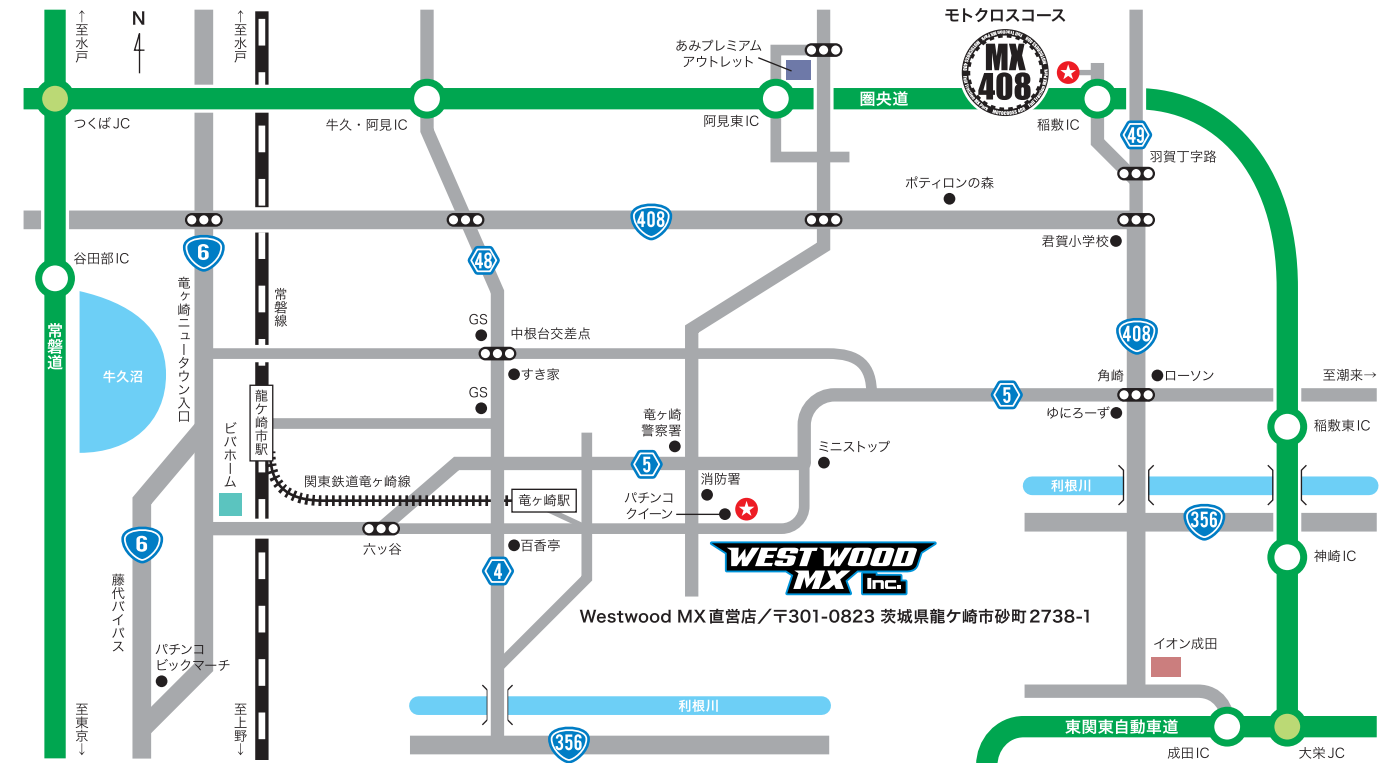 ←至水戸
N
←至水戸
モトクロスコース
MX
408
あみプレミアム
アウトレット
つくばJC
牛久・阿見IC
阿見東IC
圏央道
稲敷IC
49
羽賀丁字路
ポティロンの森
408
君賀小学校
6
谷田部IC
48
竜ヶ崎ニュータウン入口
常磐線
常磐道
GS
中根台交差点
408
牛久沼
すき家
角崎
ローソン
至潮来→
GS
5
ゆにろーず
龍ケ崎市駅
竜ヶ崎
警察署
稲敷東IC
ビバホーム
ミニストップ
5
関東鉄道竜ヶ崎線
消防署
利根川
竜ヶ崎駅
パチンコ
クイーン
356
六ッ谷
百香亭
6
4
WESTWOOD
MX Inc.
神崎IC
藤代バイパス
Westwood MX 直営店／〒301-0823 茨城県龍ケ崎市砂町2738-1
パチンコ
ビックマーチ
イオン成田
至東京→
至上野→
利根川
東関東自動車道
356
成田IC
大栄JC